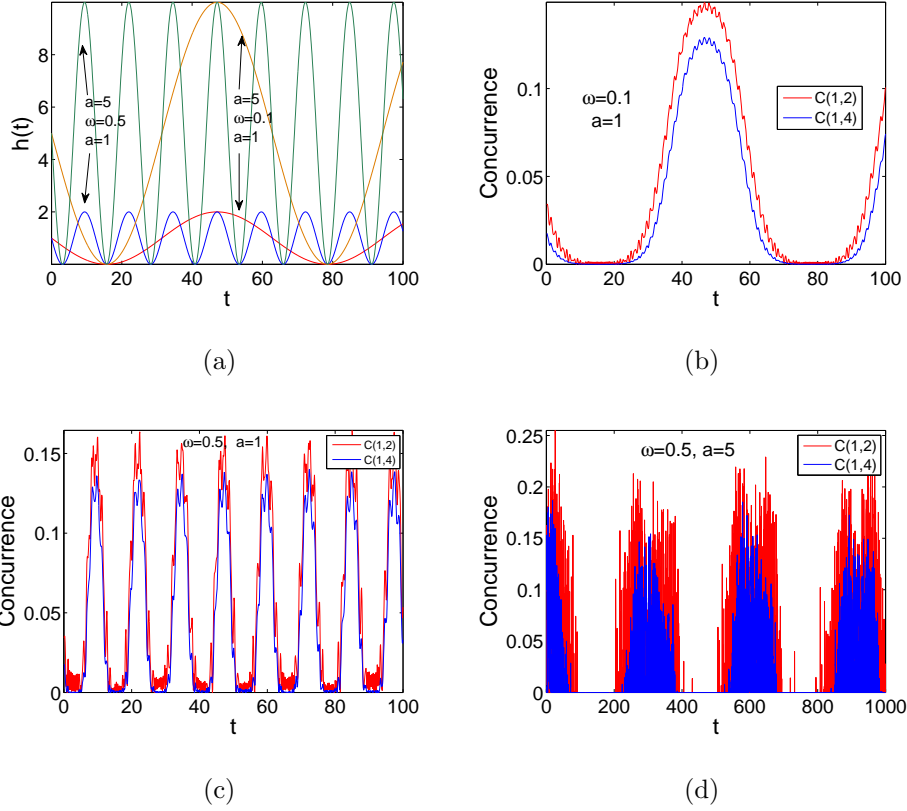 h(t)
8
6
4
2
0 20 40 60 80 100
t
a=5
ω=0.5
a=1
a=5
ω=0.1
a=1
(a)
Concurrence
0.1
0.05
0
0 20 40 60 80 100
t
ω=0.1
a=1
C(1,2)
C(1,4)
(b)
Concurrence
0.15
0.1
0.05
0
0 20 40 60 80 100
t
ω=0.5, a=1
C(1,2)
C(1,4)
(c)
Concurrence
0.25
0.2
0.15
0.1
0.05
0
0 200 400 600 800 1000
t
ω=0.5, a=5
C(1,2)
C(1,4)
(d)